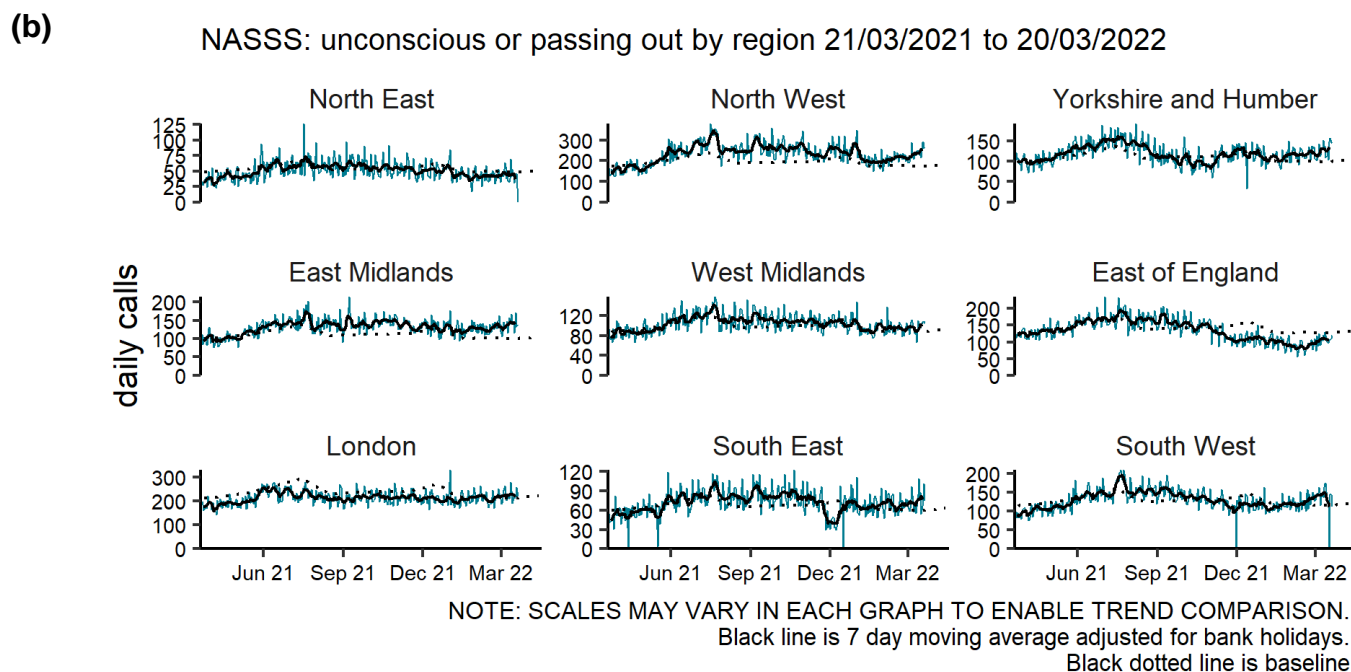 (b)
NASSS: unconscious or passing out by region 21/03/2021 to 20/03/2022
North East
North West
Yorkshire and Humber
125
100
75
50
25
0
300
200
100
0
150
100
50
0
daily calls
East Midlands
West Midlands
East of England
200
150
100
50
0
120
80
40
0
200
150
100
50
0
London
South East
South West
300
200
100
0
120
90
60
30
0
200
150
100
50
0
Jun 21 Sep 21 Dec 21 Mar 22
Jun 21 Sep 21 Dec 21 Mar 22
Jun 21 Sep 21 Dec 21 Mar 22
NOTE: SCALES MAY VARY IN EACH GRAPH TO ENABLE TREND COMPARISON.
Black line is 7 day moving average adjusted for bank holidays.
Black dotted line is baseline